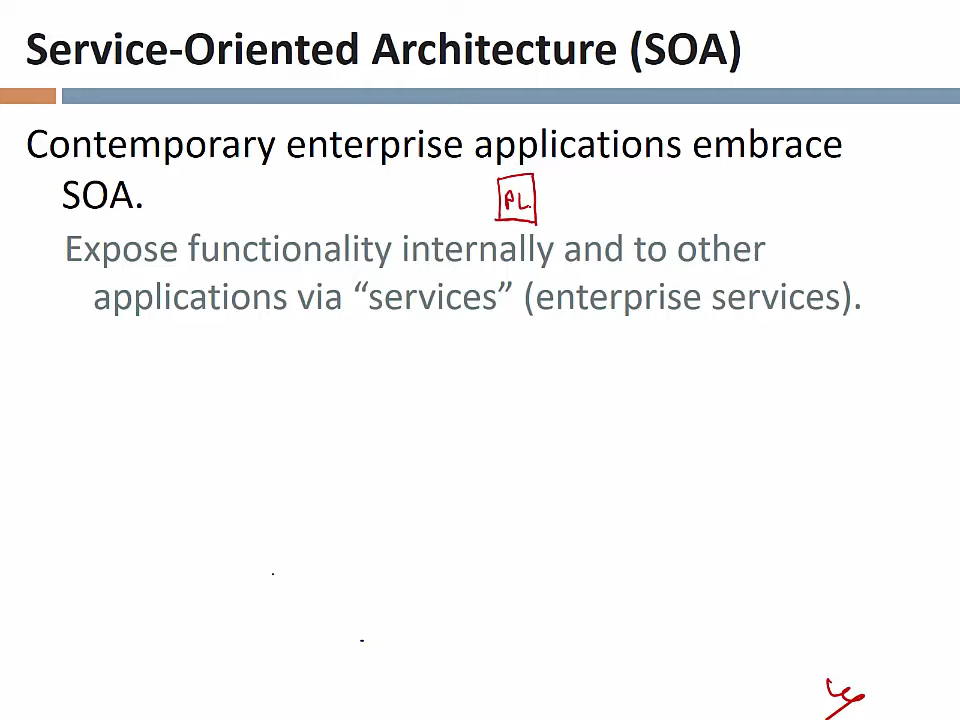 Service-Oriented Architecture (SOA)
Contemporary enterprise applications embrace
SOA.
PL
Expose functionality internally and to other
applications via “services” (enterprise services).